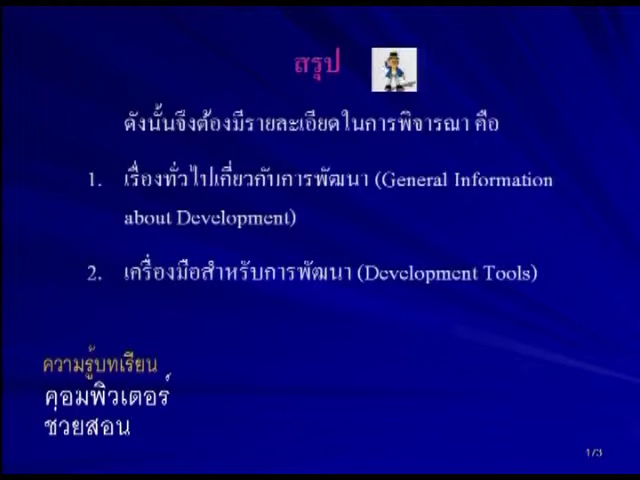 สรุป
ดังนั้นจึงต้องมีรายละเอียดในการพิจารณา คือ
1. เรื่องทั่วไปเกี่ยวกับการพัฒนา (General Information
about Development)
2. เครื่องมือสำหรับการพัฒนา (Development Tools)
ความรู้บทเรียน
คอมพิวเตอร์
ช่วยสอน
1/3